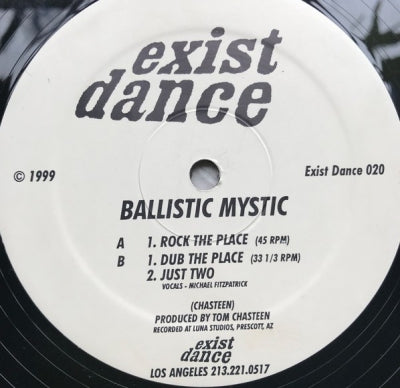 exist
dance
© 1999
Exist Dance 020
BALLISTIC MYSTIC
A 1. ROCK THE PLACE (45 RPM)
B 1. DUB THE PLACE (33 1/3 RPM)
2. JUST TWO
VOCALS - MICHAEL FITZPATRICK
(CHASTEEN)
PRODUCED BY TOM CHASTEEN
RECORDED AT LUNA STUDIOS, PRESCOTT, AZ
exist
dance
LOS ANGELES 213.221.0517